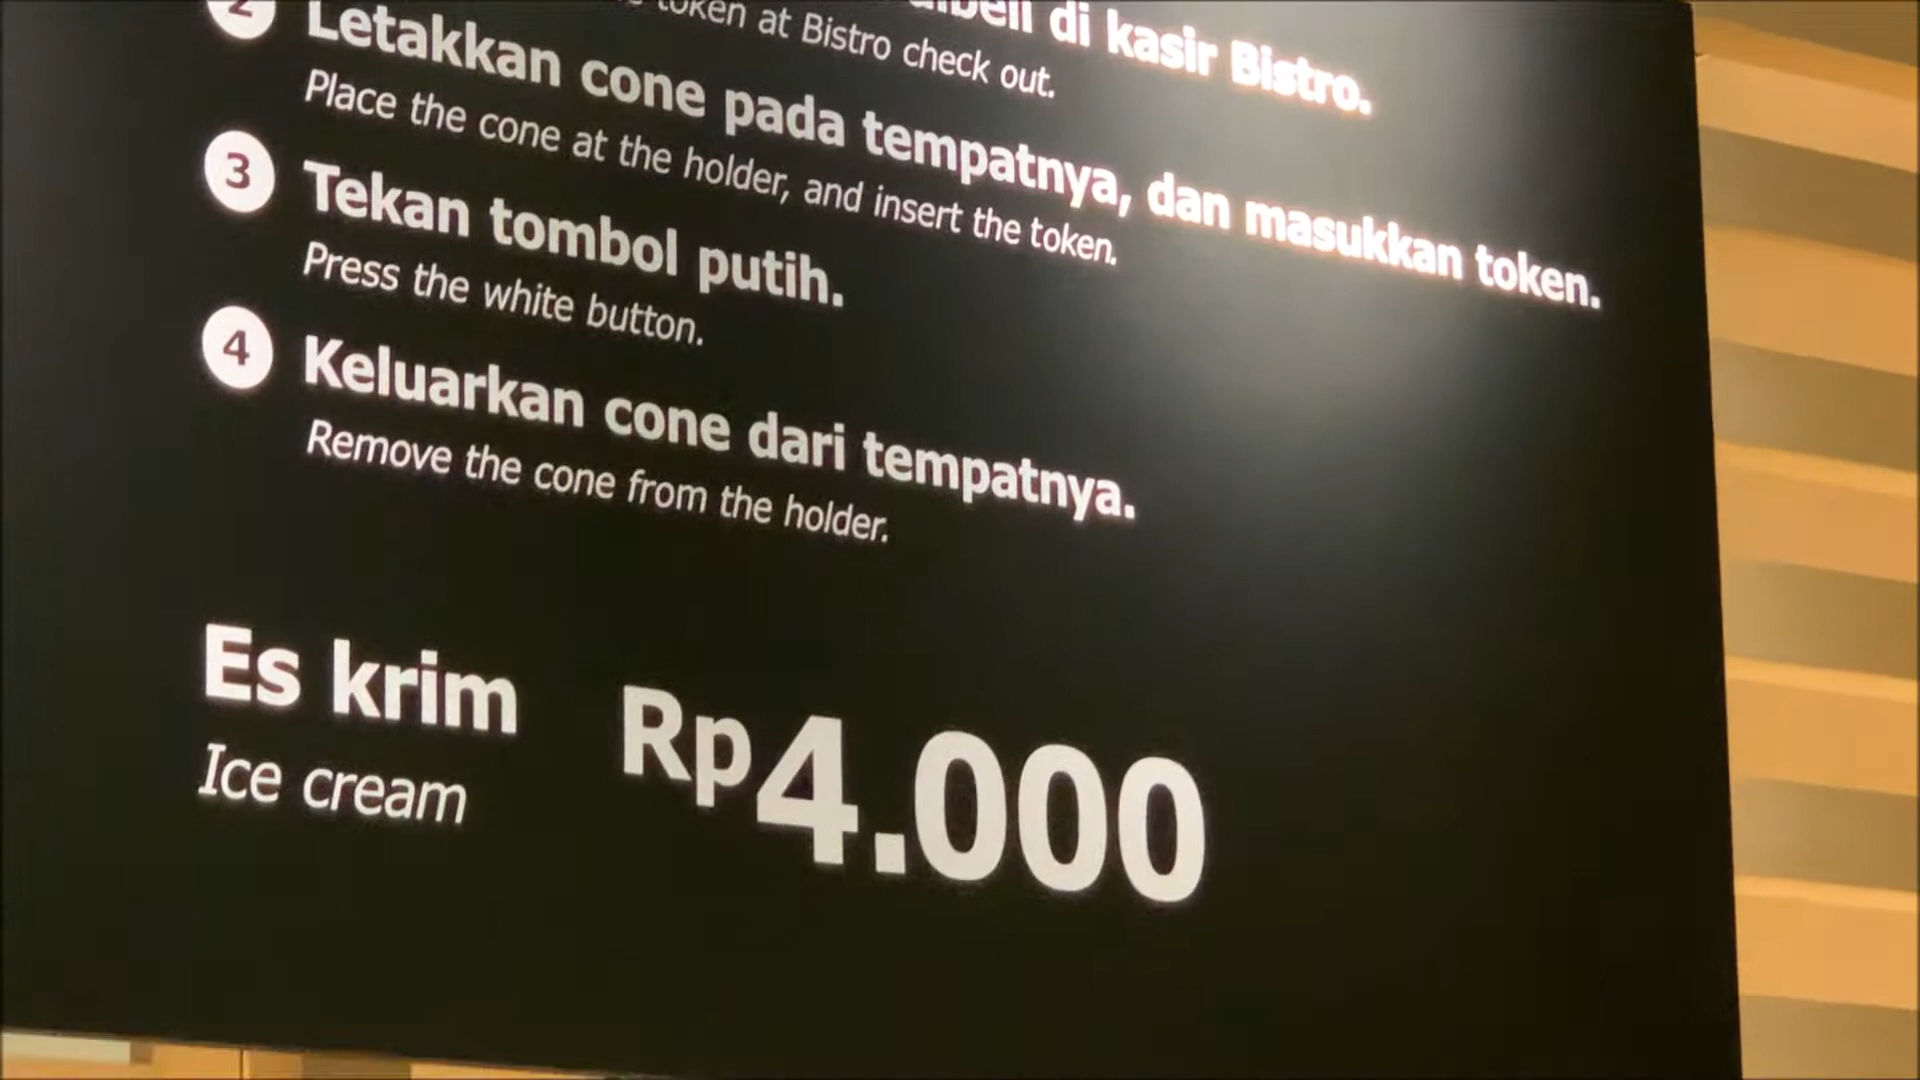 di kasir Bistro.
token at Bistro check out.
2 Letakkan cone pada tempatnya, dan masukkan token.
Place the cone at the holder, and insert the token.
3 Tekan tombol putih.
Press the white button.
4 Keluarkan cone dari tempatnya.
Remove the cone from the holder.
Es krim Rp4.000
Ice cream